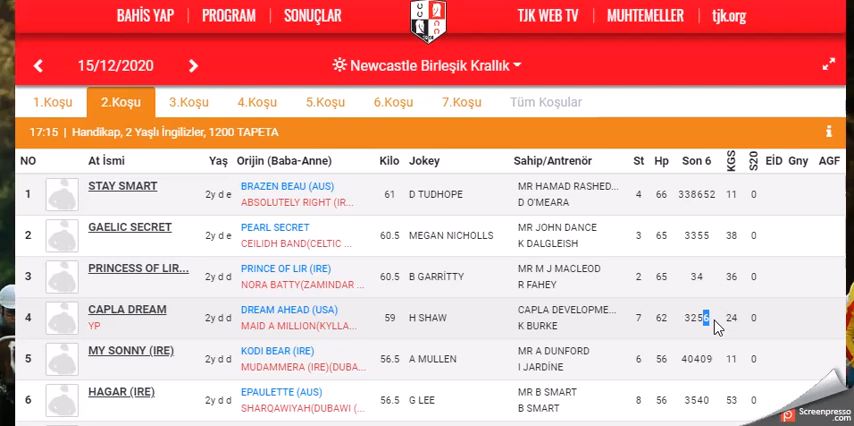 BAHİS YAP PROGRAM SONUÇLAR TJK WEB TV MUHTEMELLER tjk.org
15/12/2020 Newcastle Birleşik Krallık
1.Koşu 2.Koşu 3.Koşu 4.Koşu 5.Koşu 6.Koşu 7.Koşu Tüm Koşular
17:15 | Handikap, 2 Yaşlı İngilizler, 1200 TAPETA
NO At İsmi Yaş Orijin (Baba-Anne) Kilo Jokey Sahip/Antrenör St Hp Son 6 KGS S20 EİD Gny AGF
1 STAY SMART 2y d e BRAZEN BEAU (AUS) 61 D TUDHOPE MR HAMAD RASHED... 4 66 338652 11 0
ABSOLUTELY RIGHT (IR... D O'MEARA
2 GAELIC SECRET 2y d e PEARL SECRET 60.5 MEGAN NICHOLLS MR JOHN DANCE 3 65 3355 38 0
CEILIDH BAND(CELTIC ... K DALGLEISH
3 PRINCESS OF LIR... 2y d d PRINCE OF LIR (IRE) 60.5 B GARRİTTY MR M J MACLEOD 2 65 34 36 0
NORA BATTY(ZAMINDAR ... R FAHEY
4 CAPLA DREAM 2y d d DREAM AHEAD (USA) 59 H SHAW CAPLA DEVELOPME... 7 62 3256 24 0
YP MAID A MILLION(KYLLA... K BURKE
5 MY SONNY (IRE) 2y d d KODI BEAR (IRE) 56.5 A MULLEN MR A DUNFORD 6 56 40409 11 0
MUDAMMERA (IRE)(DUBA... I JARDİNE
6 HAGAR (IRE) 2y d d EPAULETTE (AUS) 56.5 G LEE MR B SMART 8 56 3540 53 0
SHARQAWIYAH(DUBAWI (... B SMART
Screenpresso
.com